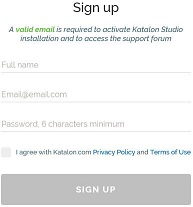 Sign up
A valid email is required to activate Katalon Studio
installation and to access the support forum
Full name
Email@email.com
Password, 6 characters minimum
I agree with Katalon.com Privacy Policy and Terms of Use
SIGN UP